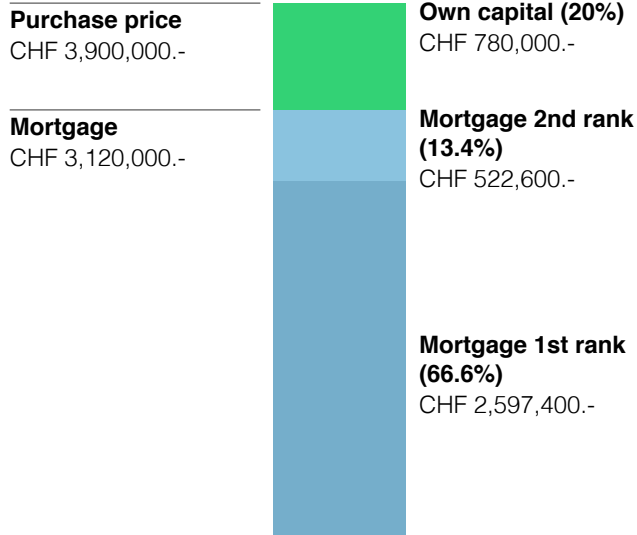 Purchase price
CHF 3,900,000.-
Own capital (20%)
CHF 780,000.-
Mortgage
CHF 3,120,000.-
Mortgage 2nd rank
(13.4%)
CHF 522,600.-
Mortgage 1st rank
(66.6%)
CHF 2,597,400.-